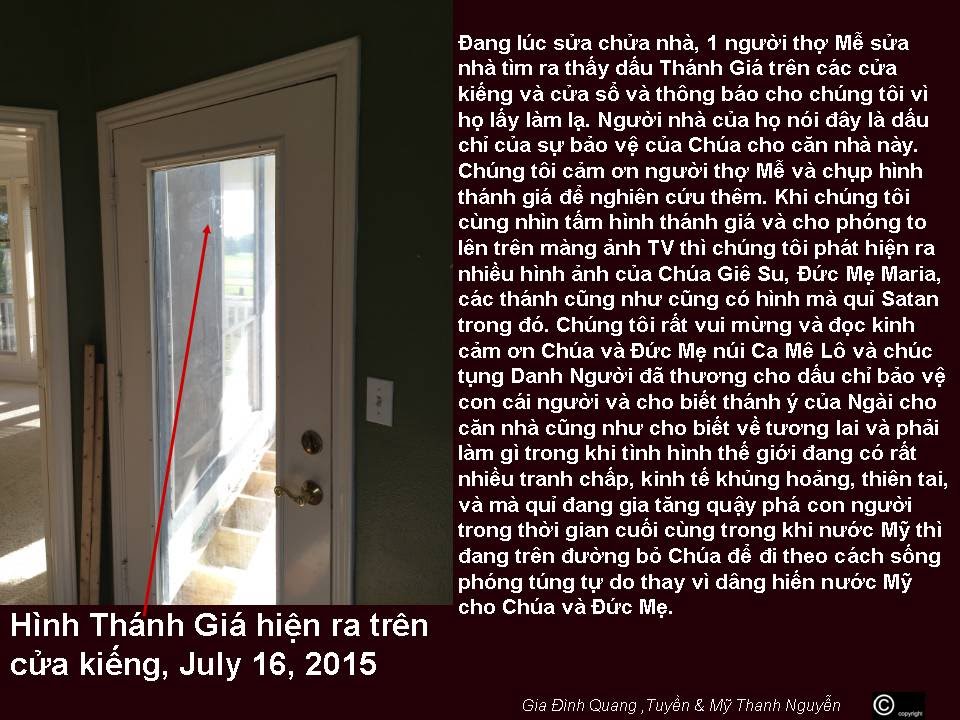 Đang lúc sửa chửa nhà, 1 người thợ Mễ sửa
nhà tìm ra thấy dấu Thánh Giá trên các cửa
kiếng và cửa sổ và thông báo cho chúng tôi vì
họ lấy làm lạ. Người nhà của họ nói đây là dấu
chỉ của sự bảo vệ của Chúa cho căn nhà này.
Chúng tôi cảm ơn người thợ Mễ và chụp hình
thánh giá để nghiên cứu thêm. Khi chúng tôi
cùng nhìn tấm hình thánh giá và cho phóng to
lên trên màng ảnh TV thì chúng tôi phát hiện ra
nhiều hình ảnh của Chúa Giê Su, Đức Mẹ Maria,
các thánh cũng như cũng có hình mà quỉ Satan
trong đó. Chúng tôi rất vui mừng và đọc kinh
cảm ơn Chúa và Đức Mẹ núi Ca Mê Lô và chúc
tụng Danh Người đã thương cho dấu chỉ bảo vệ
con cái người và cho biết thánh ý của Ngài cho
căn nhà cũng như cho biết về tương lai và phải
làm gì trong khi tình hình thế giới đang có rất
nhiều tranh chấp, kinh tế khủng hoảng, thiên tai,
và mà quỉ đang gia tăng quậy phá con người
trong thời gian cuối cùng trong khi nước Mỹ thì
đang trên đường bỏ Chúa để đi theo cách sống
phóng túng tự do thay vì dâng hiến nước Mỹ
cho Chúa và Đức Mẹ.
Hình Thánh Giá hiện ra trên
cửa kiếng, July 16, 2015
Gia Đình Quang ,Tuyền & Mỹ Thanh Nguyễn
© copyright